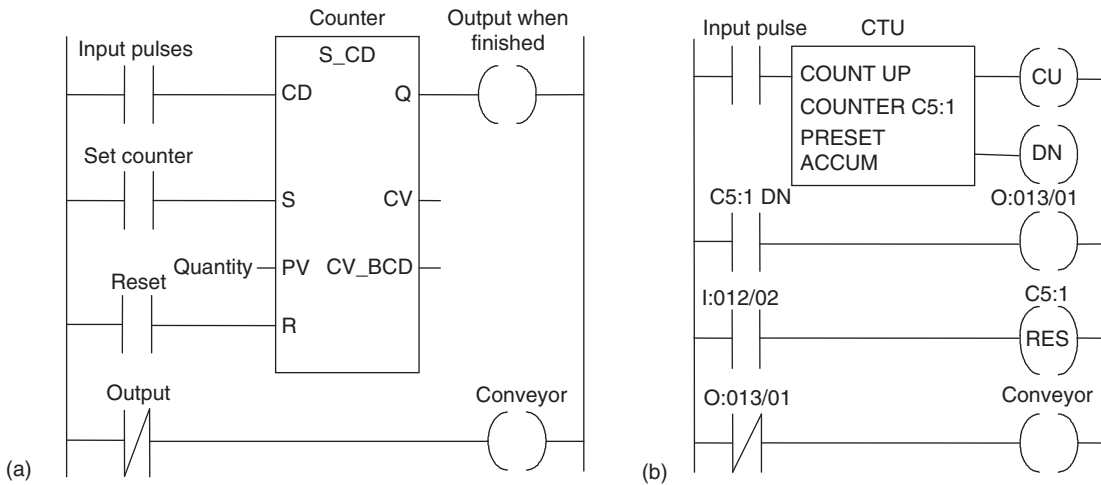 Counter
Output when
finished
Input pulses
S_CD
CD
Q
Set counter
S
CV
Quantity
PV
CV_BCD
Reset
R
Output
Conveyor
(a)
Input pulse
CTU
COUNT UP
CU
COUNTER C5:1
PRESET
DN
ACCUM
C5:1 DN
O:013/01
I:012/02
C5:1
RES
O:013/01
Conveyor
(b)